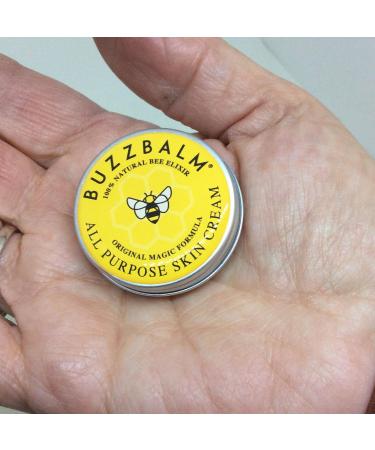 BUZZBALM®
100% NATURAL BEE ELIXIR
ORIGINAL MAGIC FORMULA
ALL PURPOSE SKIN CREAM